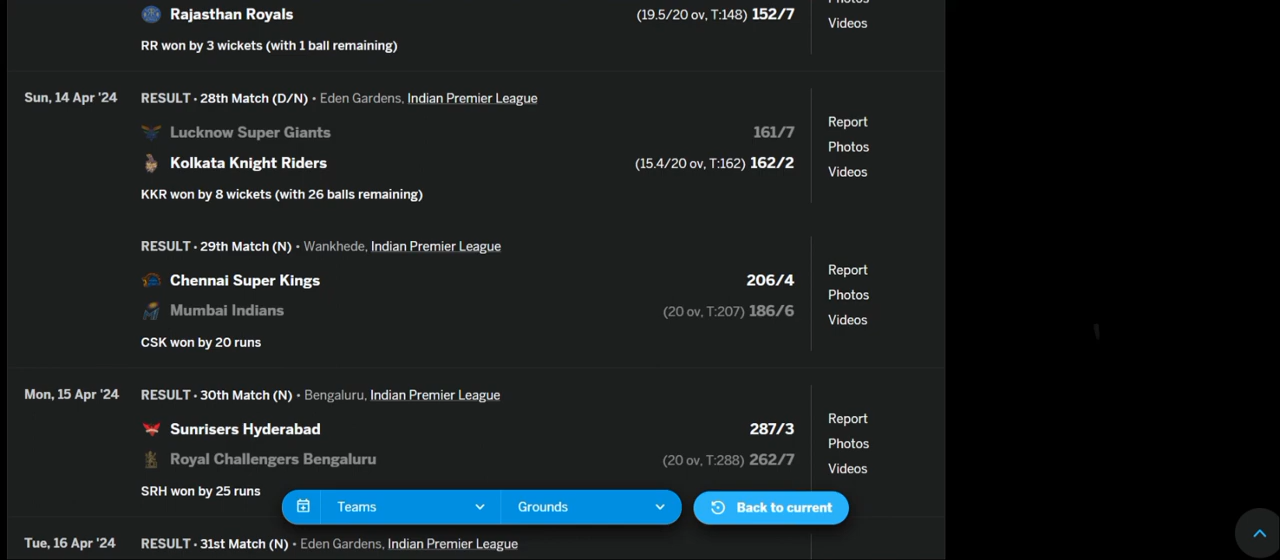 Rajasthan Royals (19.5/20 ov, T:148) 152/7
Videos
RR won by 3 wickets (with 1 ball remaining)
Sun, 14 Apr '24 RESULT • 28th Match (D/N) • Eden Gardens, Indian Premier League
Report
Lucknow Super Giants 161/7
Photos
Kolkata Knight Riders (15.4/20 ov, T:162) 162/2
Videos
KKR won by 8 wickets (with 26 balls remaining)
RESULT • 29th Match (N) • Wankhede, Indian Premier League
Report
Chennai Super Kings 206/4
Photos
Mumbai Indians (20 ov, T:207) 186/6
Videos
CSK won by 20 runs
Mon, 15 Apr '24 RESULT • 30th Match (N) • Bengaluru, Indian Premier League
Report
Sunrisers Hyderabad 287/3
Photos
Royal Challengers Bengaluru (20 ov, T:288) 262/7
Videos
SRH won by 25 runs
Teams Grounds Back to current
Tue, 16 Apr '24 RESULT • 31st Match (N) • Eden Gardens, Indian Premier League